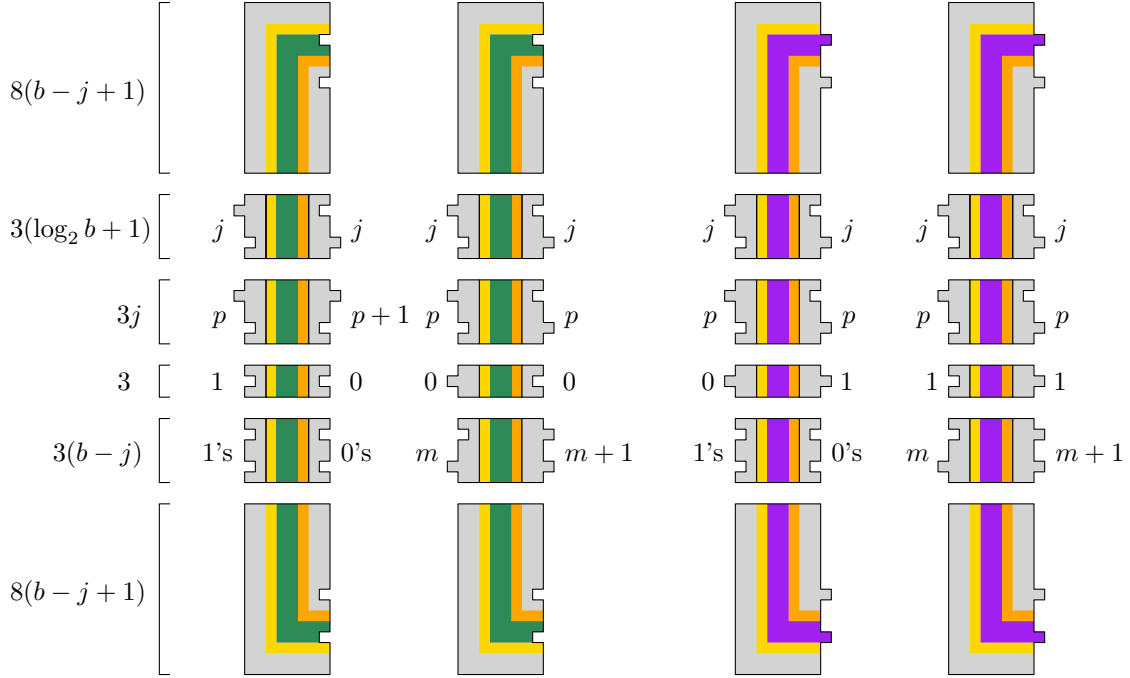 8(b − j + 1)
3(log₂ b + 1) j j j j j j j j
3j p p + 1 p p p p p p
3 1 0 0 0 0 1 1 1
3(b − j) 1's 0's m m + 1 1's 0's m m + 1
8(b − j + 1)